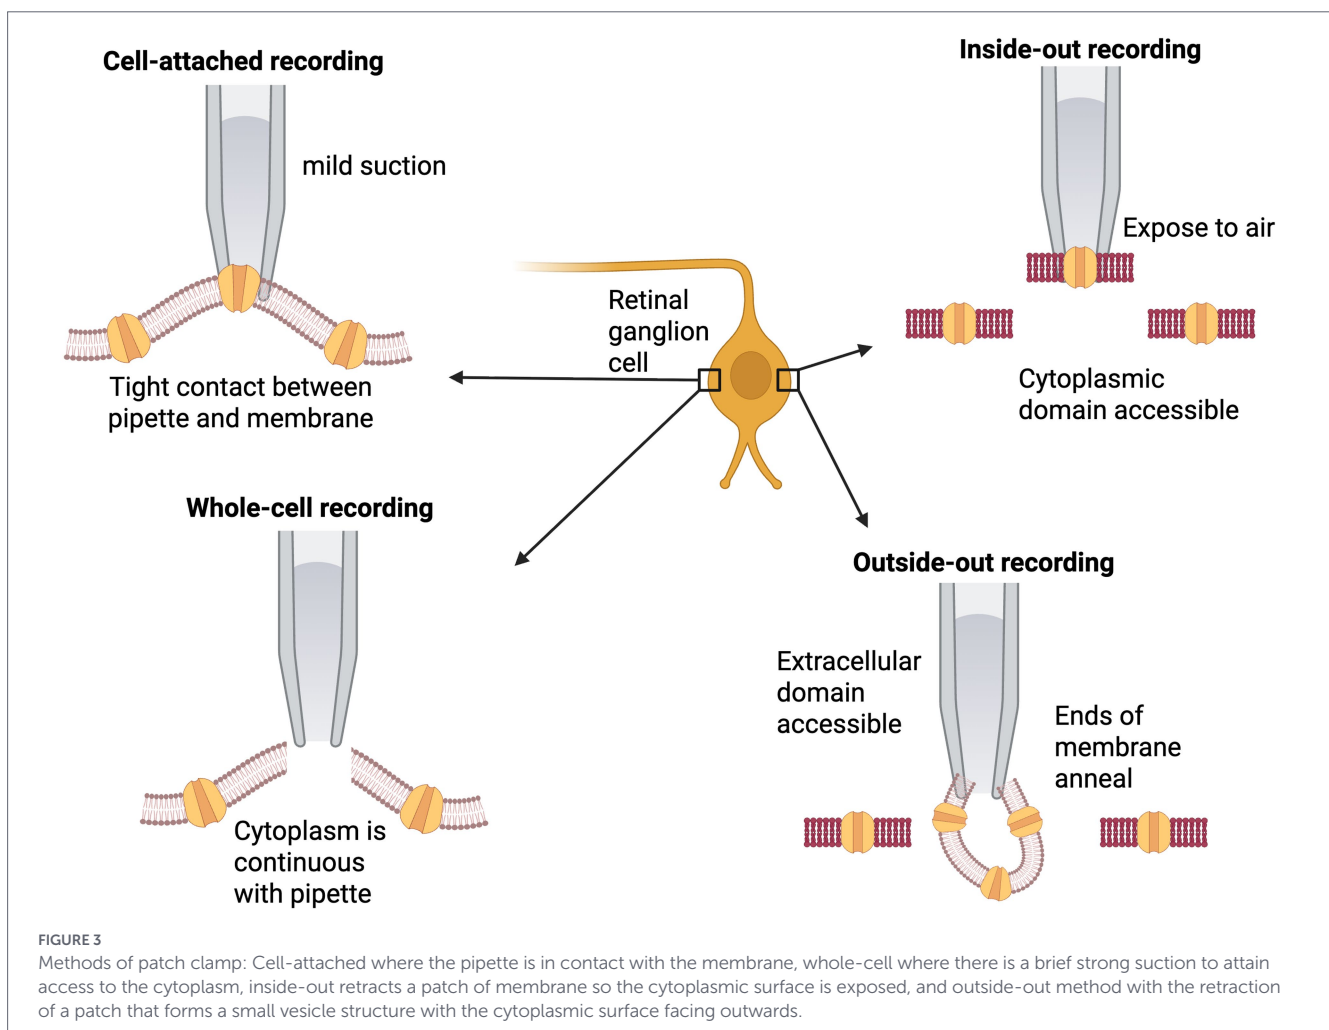 Cell-attached recording
mild suction
Tight contact between
pipette and membrane
Inside-out recording
Expose to air
Cytoplasmic
domain accessible
Retinal
ganglion
cell
Whole-cell recording
Cytoplasm is
continuous
with pipette
Outside-out recording
Extracellular
domain
accessible
Ends of
membrane
anneal
FIGURE 3
Methods of patch clamp: Cell-attached where the pipette is in contact with the membrane, whole-cell where there is a brief strong suction to attain
access to the cytoplasm, inside-out retracts a patch of membrane so the cytoplasmic surface is exposed, and outside-out method with the retraction
of a patch that forms a small vesicle structure with the cytoplasmic surface facing outwards.